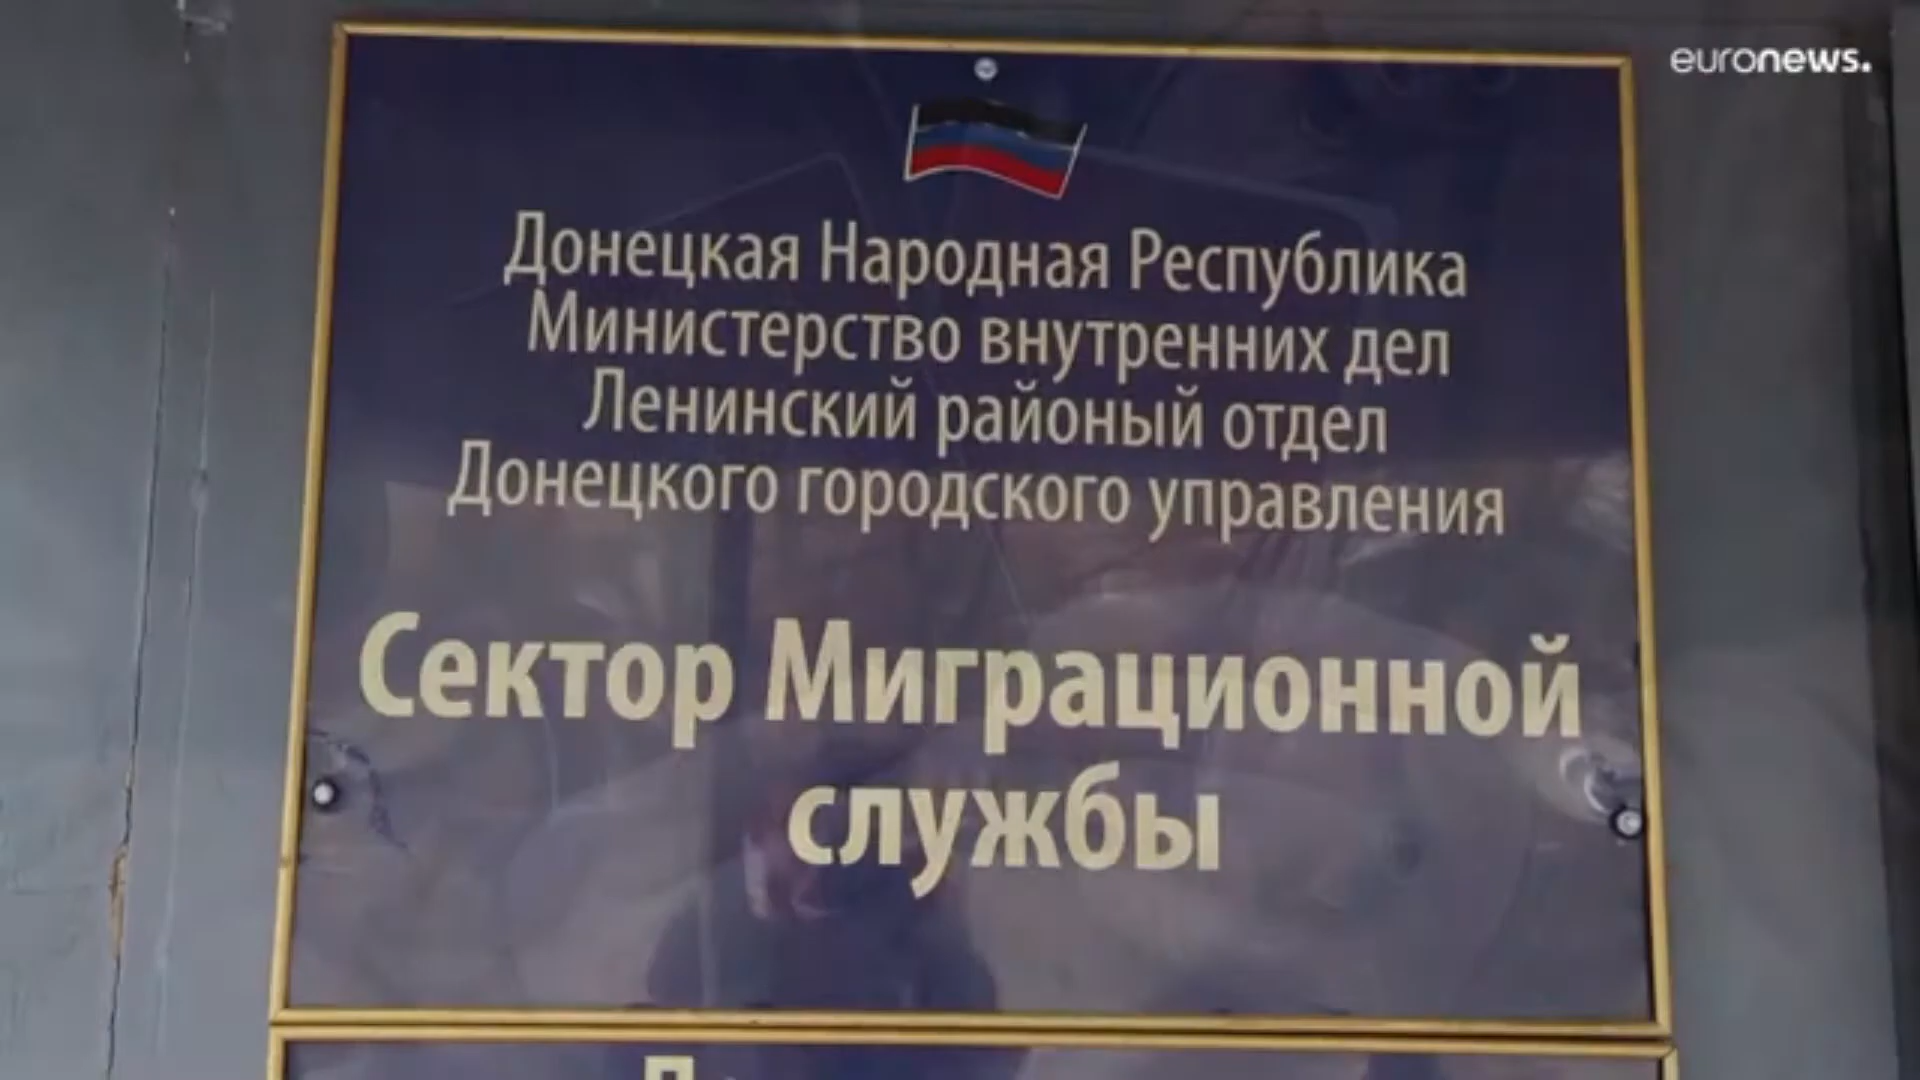 euronews.
Донецкая Народная Республика
Министерство внутренних дел
Ленинский районый отдел
Донецкого городского управления
Сектор Миграционной
службы